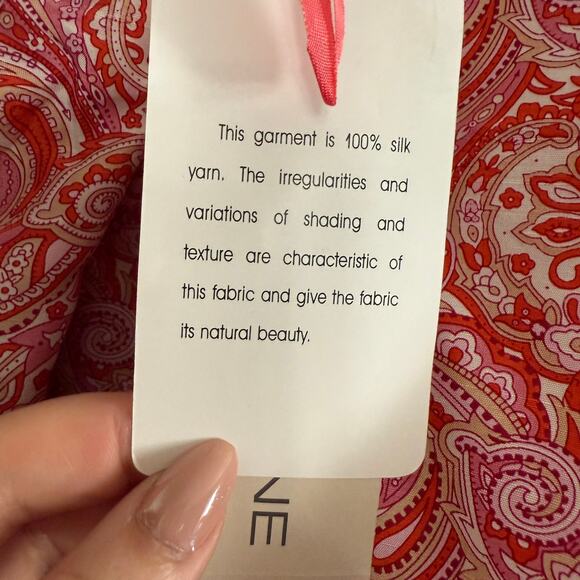 This garment is 100% silk
yarn. The irregularities and
variations of shading and
texture are characteristic of
this fabric and give the fabric
its natural beauty.
NE